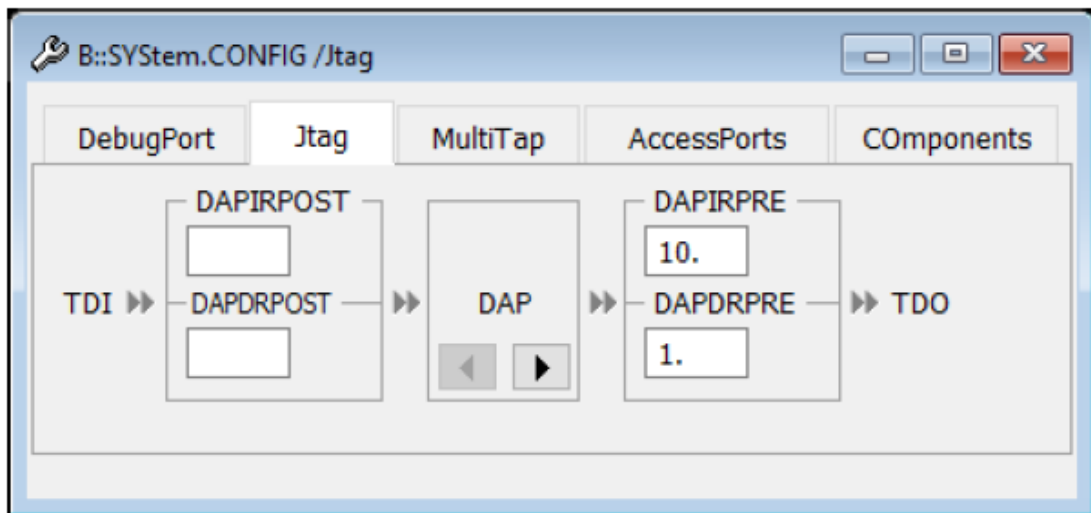 B::SYStem.CONFIG /Jtag
DebugPort Jtag MultiTap AccessPorts COmponents
DAPIRPOST DAPIRPRE
10.
TDI DAPDRPOST DAP DAPDRPRE TDO
1.